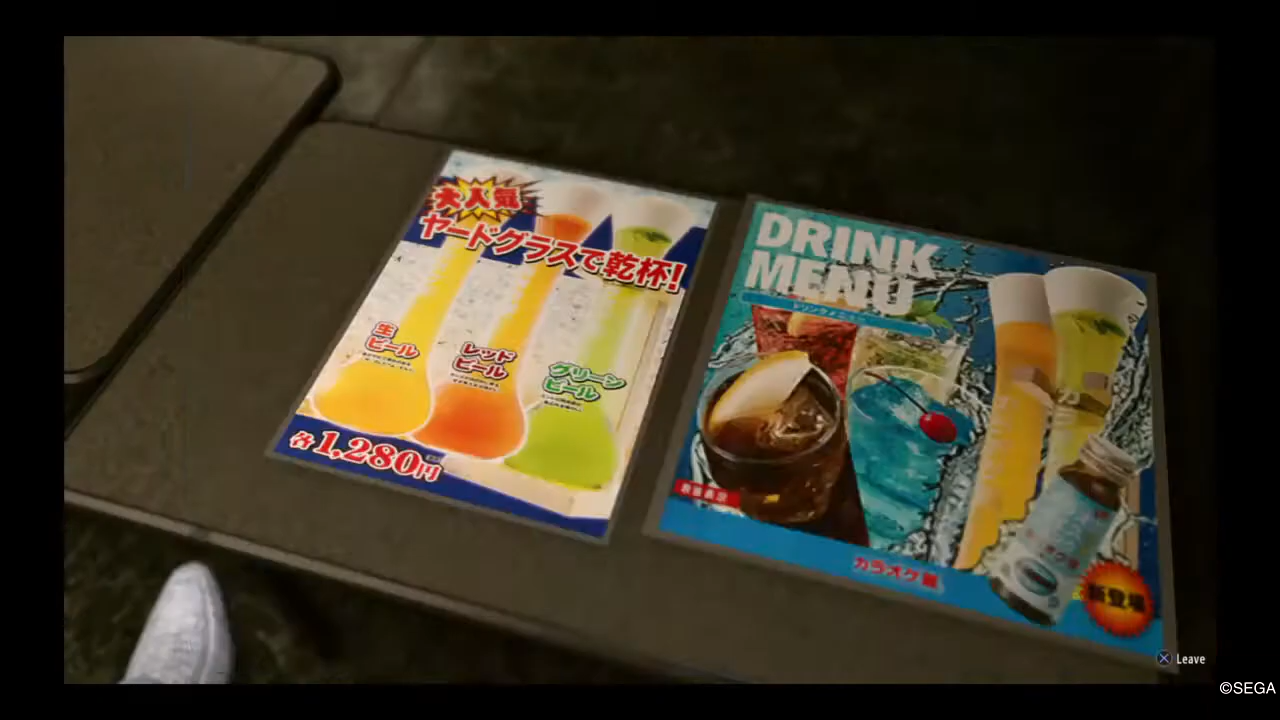 大人気
ヤードグラスで乾杯!
生
ビール
レッド
ビール
グリーン
ビール
各1,280円
DRINK
MENU
ドリンクメニュー
カラオケ館
新登場
Leave
©SEGA